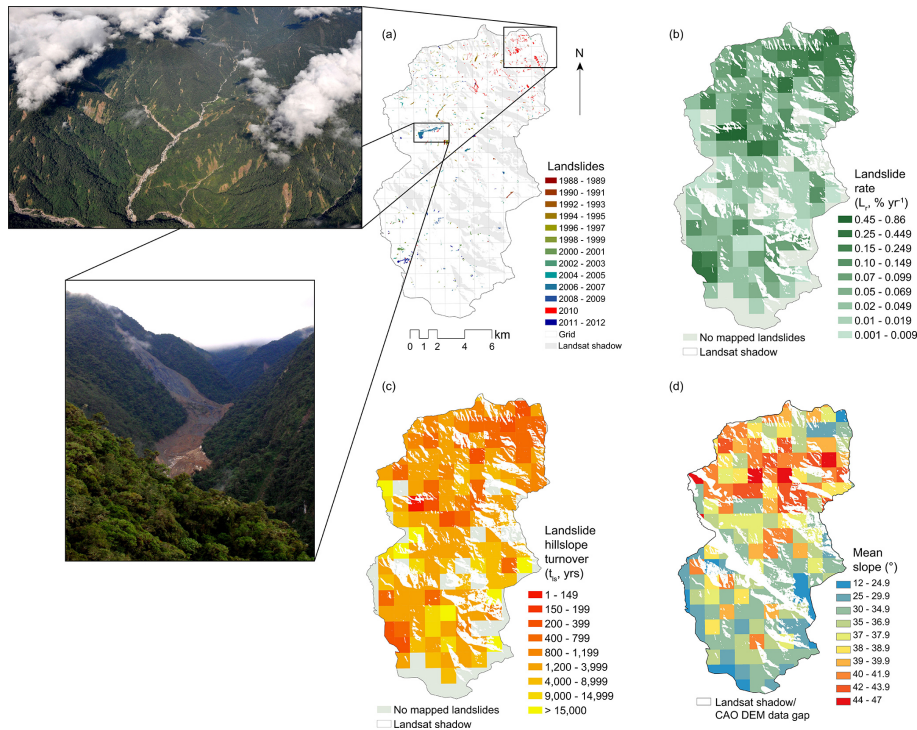 (a)
N
Landslides
1988 - 1989
1990 - 1991
1992 - 1993
1994 - 1995
1996 - 1997
1998 - 1999
2000 - 2001
2002 - 2003
2004 - 2005
2006 - 2007
2008 - 2009
2010
2011 - 2012
Grid
Landsat shadow
km
0 1 2 4 6
(b)
Landslide
rate
(Lr, % yr-1)
0.45 - 0.86
0.25 - 0.449
0.15 - 0.249
0.10 - 0.149
0.07 - 0.099
0.05 - 0.069
0.02 - 0.049
0.01 - 0.019
0.001 - 0.009
No mapped landslides
Landsat shadow
(c)
Landslide
hillslope
turnover
(tls, yrs)
1 - 149
150 - 199
200 - 399
400 - 799
800 - 1,199
1,200 - 3,999
4,000 - 8,999
9,000 - 14,999
> 15,000
No mapped landslides
Landsat shadow
(d)
Mean
slope (°)
12 - 24.9
25 - 29.9
30 - 34.9
35 - 36.9
37 - 37.9
38 - 38.9
39 - 39.9
40 - 41.9
42 - 43.9
44 - 47
Landsat shadow/
CAO DEM data gap